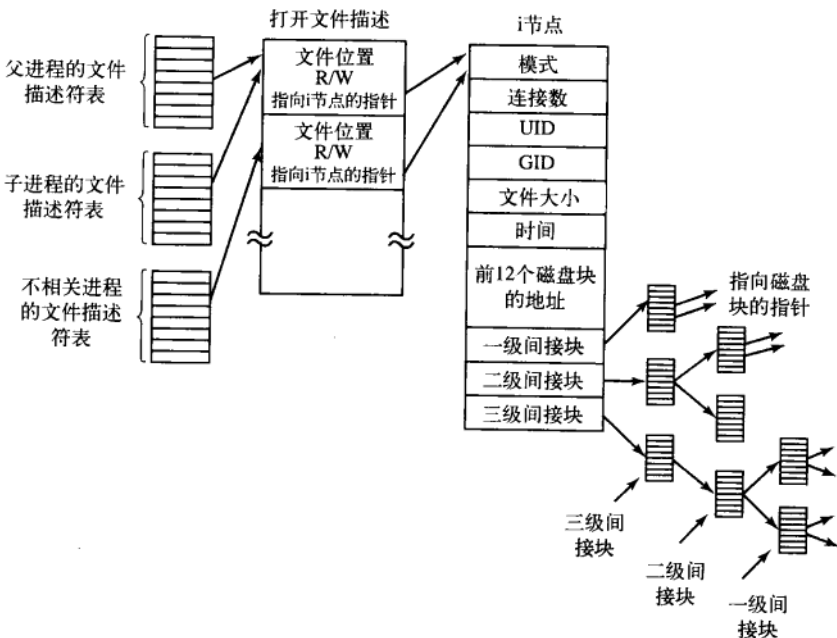 打开文件描述
i节点
父进程的文件
描述符表
文件位置
R/W
指向i节点的指针
文件位置
R/W
指向i节点的指针
模式
连接数
UID
GID
文件大小
时间
子进程的文件
描述符表
不相关进程
的文件描述
符表
前12个磁盘块
的地址
指向磁盘
块的指针
一级间接块
二级间接块
三级间接块
三级间
接块
二级间
接块
一级间
接块